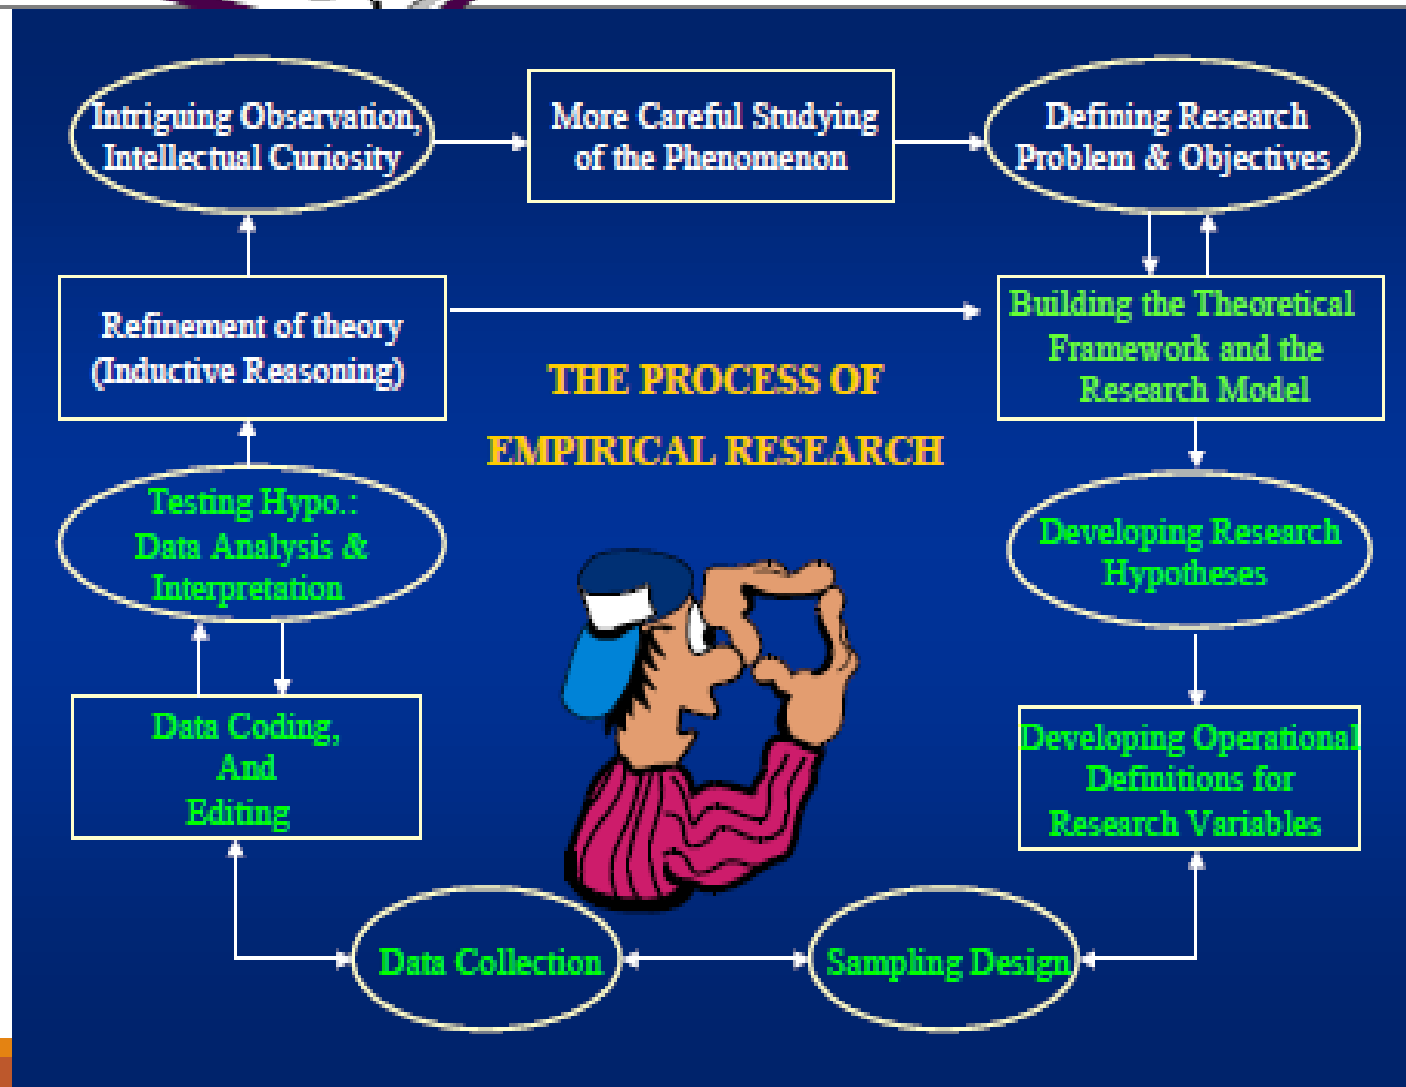 Intriguing Observation,
Intellectual Curiosity
More Careful Studying
of the Phenomenon
Defining Research
Problem & Objectives
Refinement of theory
(Inductive Reasoning)
THE PROCESS OF
EMPIRICAL RESEARCH
Building the Theoretical
Framework and the
Research Model
Testing Hypo.:
Data Analysis &
Interpretation
Developing Research
Hypotheses
Data Coding,
And
Editing
Developing Operational
Definitions for
Research Variables
Data Collection
Sampling Design